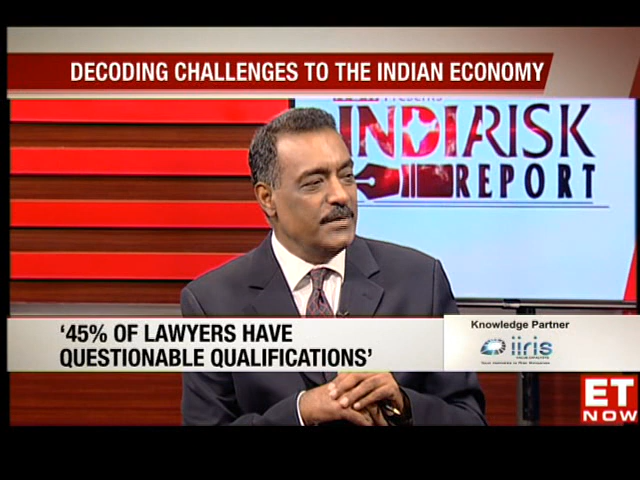 DECODING CHALLENGES TO THE INDIAN ECONOMY
Presents
INDIA RISK
REPORT
‘45% OF LAWYERS HAVE
QUESTIONABLE QUALIFICATIONS’
Knowledge Partner
iiris
ET
NOW